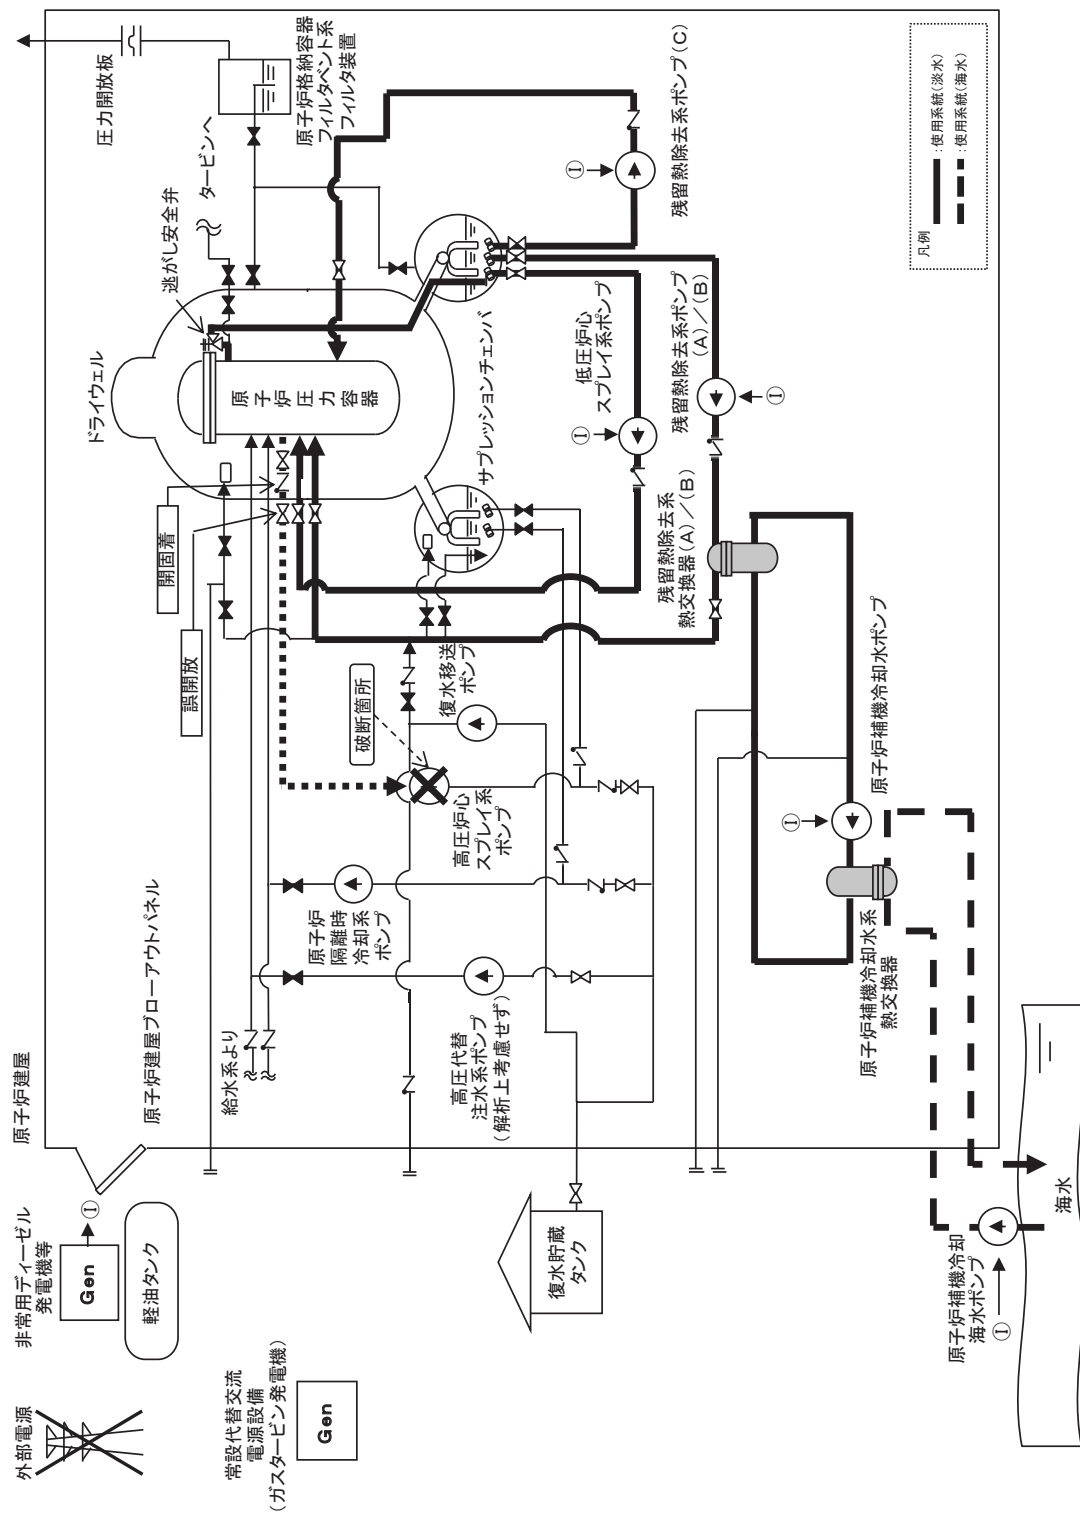 外部電源
非常用ディーゼル
発電機等
Gen
①
軽油タンク
常設代替交流
電源設備
(ガスタービン発電機)
Gen
原子炉建屋
原子炉建屋ブローアウトパネル
給水系より
誤開放
開固着
ドライウェル
逃がし安全弁
タービンへ
圧力開放板
原子炉格納容器
フィルタベント系
フィルタ装置
原子炉圧力容器
サプレッションチェンバ
破断箇所
復水移送
ポンプ
高圧炉心
スプレイ系
ポンプ
原子炉
隔離時
冷却系
ポンプ
高圧代替
注水系ポンプ
(解析上考慮せず)
復水貯蔵
タンク
低圧炉心
スプレイ系ポンプ
①
残留熱除去系ポンプ(C)
①
残留熱除去系ポンプ
(A)/(B)
①
残留熱除去系
熱交換器(A)/(B)
原子炉補機冷却水ポンプ
①
原子炉補機冷却水系
熱交換器
原子炉補機冷却
海水ポンプ
①
海水
凡例
:使用系統(淡水)
:使用系統(海水)